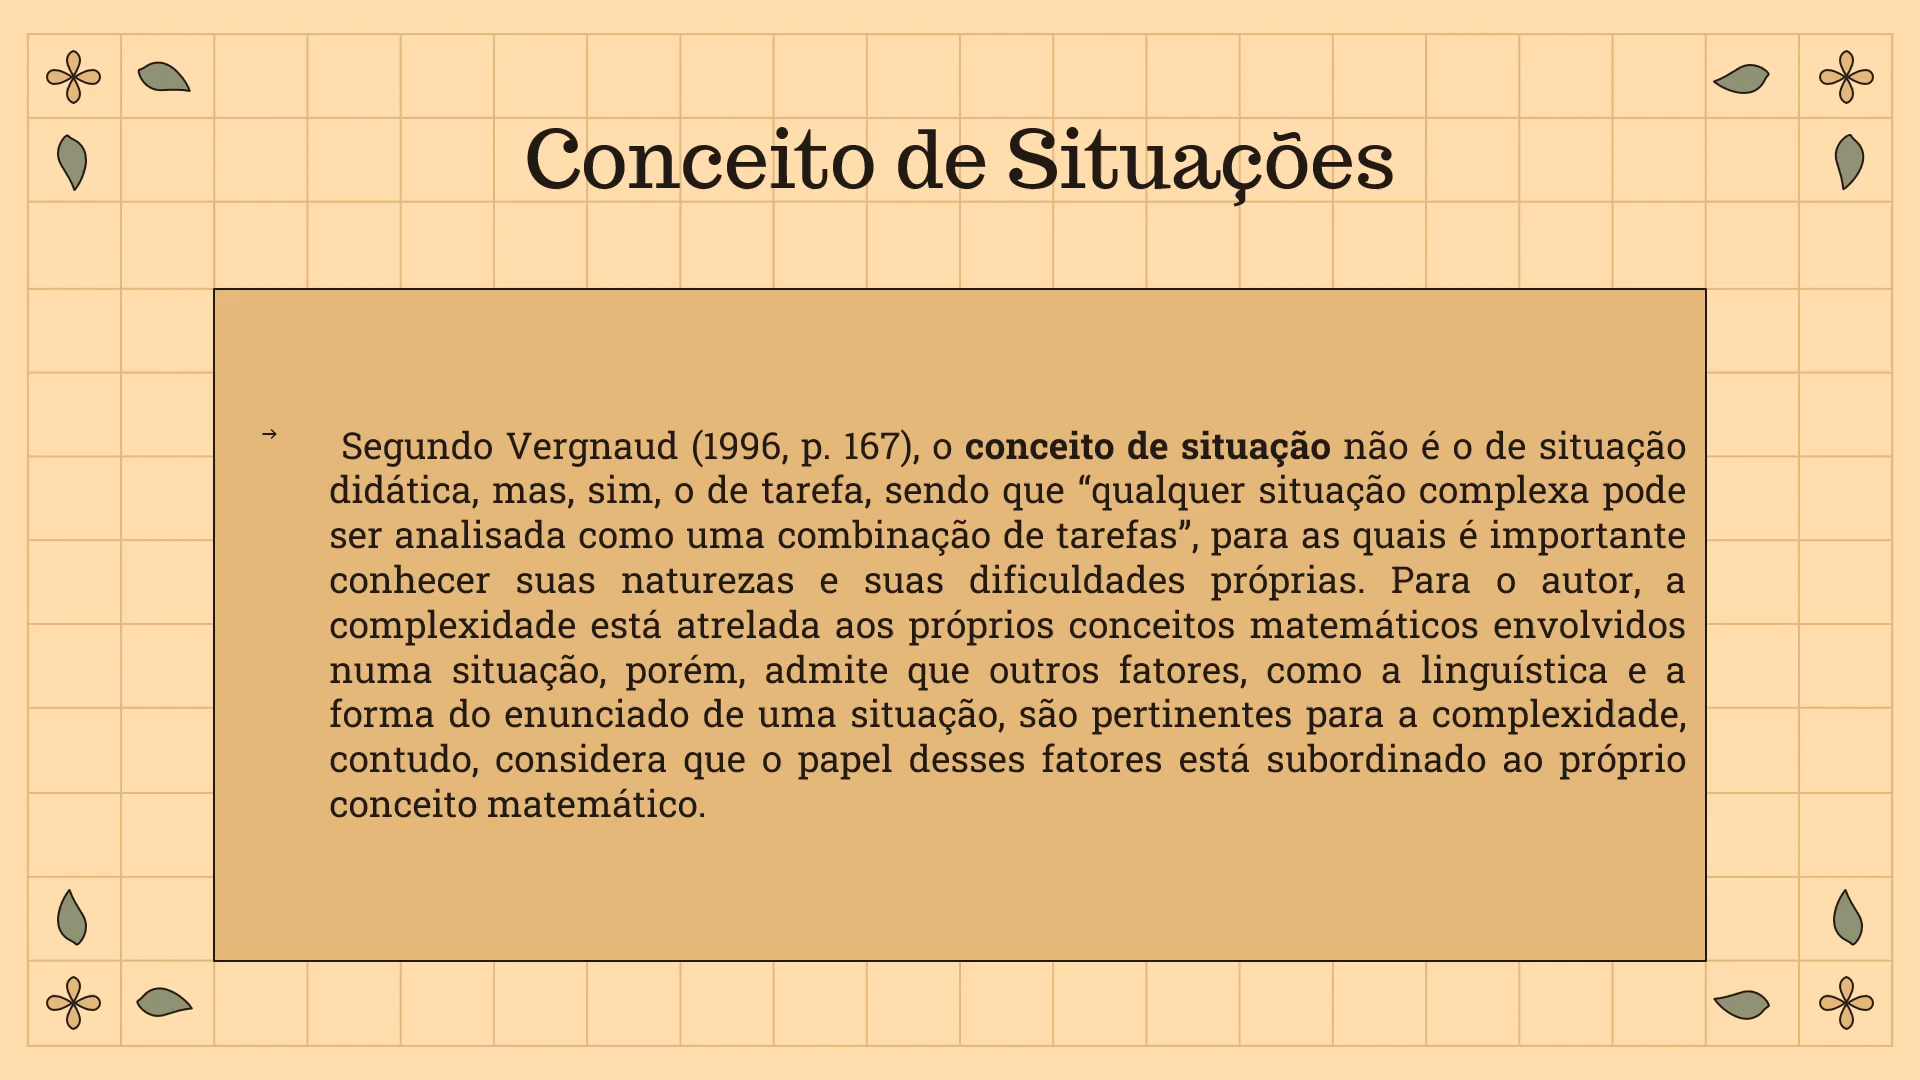 Conceito de Situações
→ Segundo Vergnaud (1996, p. 167), o conceito de situação não é o de situação
didática, mas, sim, o de tarefa, sendo que “qualquer situação complexa pode
ser analisada como uma combinação de tarefas”, para as quais é importante
conhecer suas naturezas e suas dificuldades próprias. Para o autor, a
complexidade está atrelada aos próprios conceitos matemáticos envolvidos
numa situação, porém, admite que outros fatores, como a linguística e a
forma do enunciado de uma situação, são pertinentes para a complexidade,
contudo, considera que o papel desses fatores está subordinado ao próprio
conceito matemático.